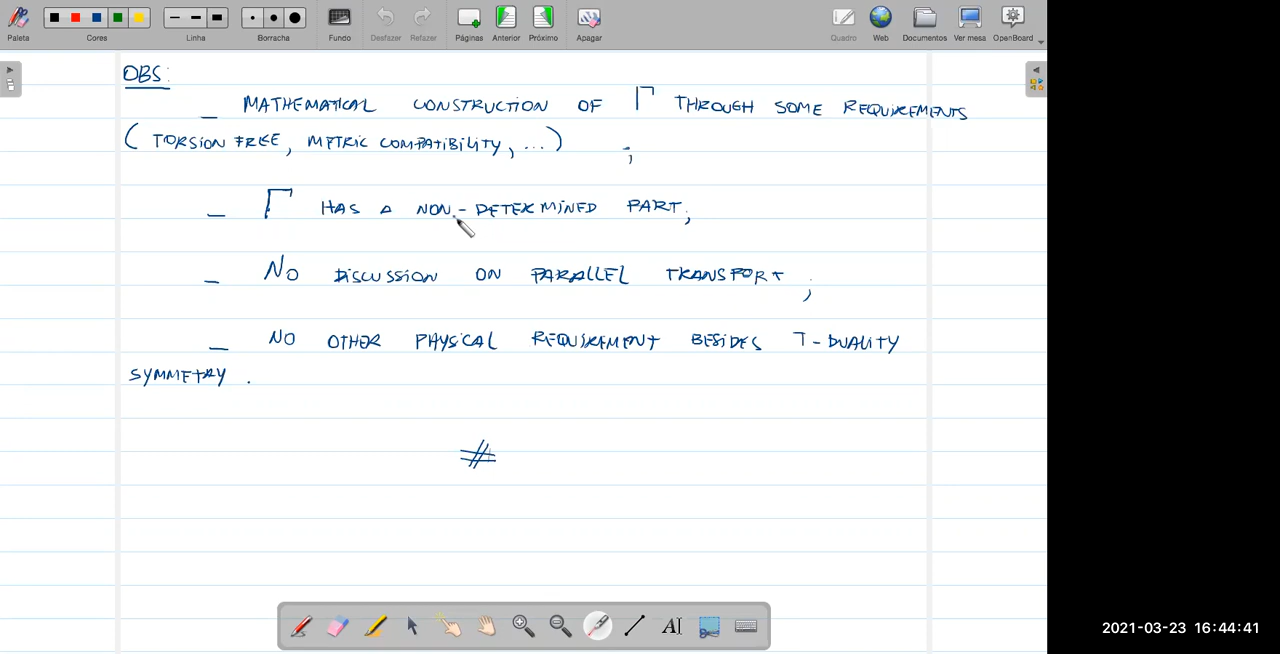 Paleta Cores Linha Borracha Fundo Desfazer Refazer Páginas Anterior Próximo Apagar Quadro Web Documentos Ver mesa OpenBoard
OBS:
_ MATHEMATICAL CONSTRUCTION OF Γ THROUGH SOME REQUIREMENTS
( TORSION FREE, METRIC COMPATIBILITY, ...) ;
_ Γ HAS A NON-DETERMINED PART;
_ NO DISCUSSION ON PARALLEL TRANSPORT;
_ NO OTHER PHYSICAL REQUIREMENT BESIDES T-DUALITY
SYMMETRY.
#
AI
2021-03-23 16:44:41